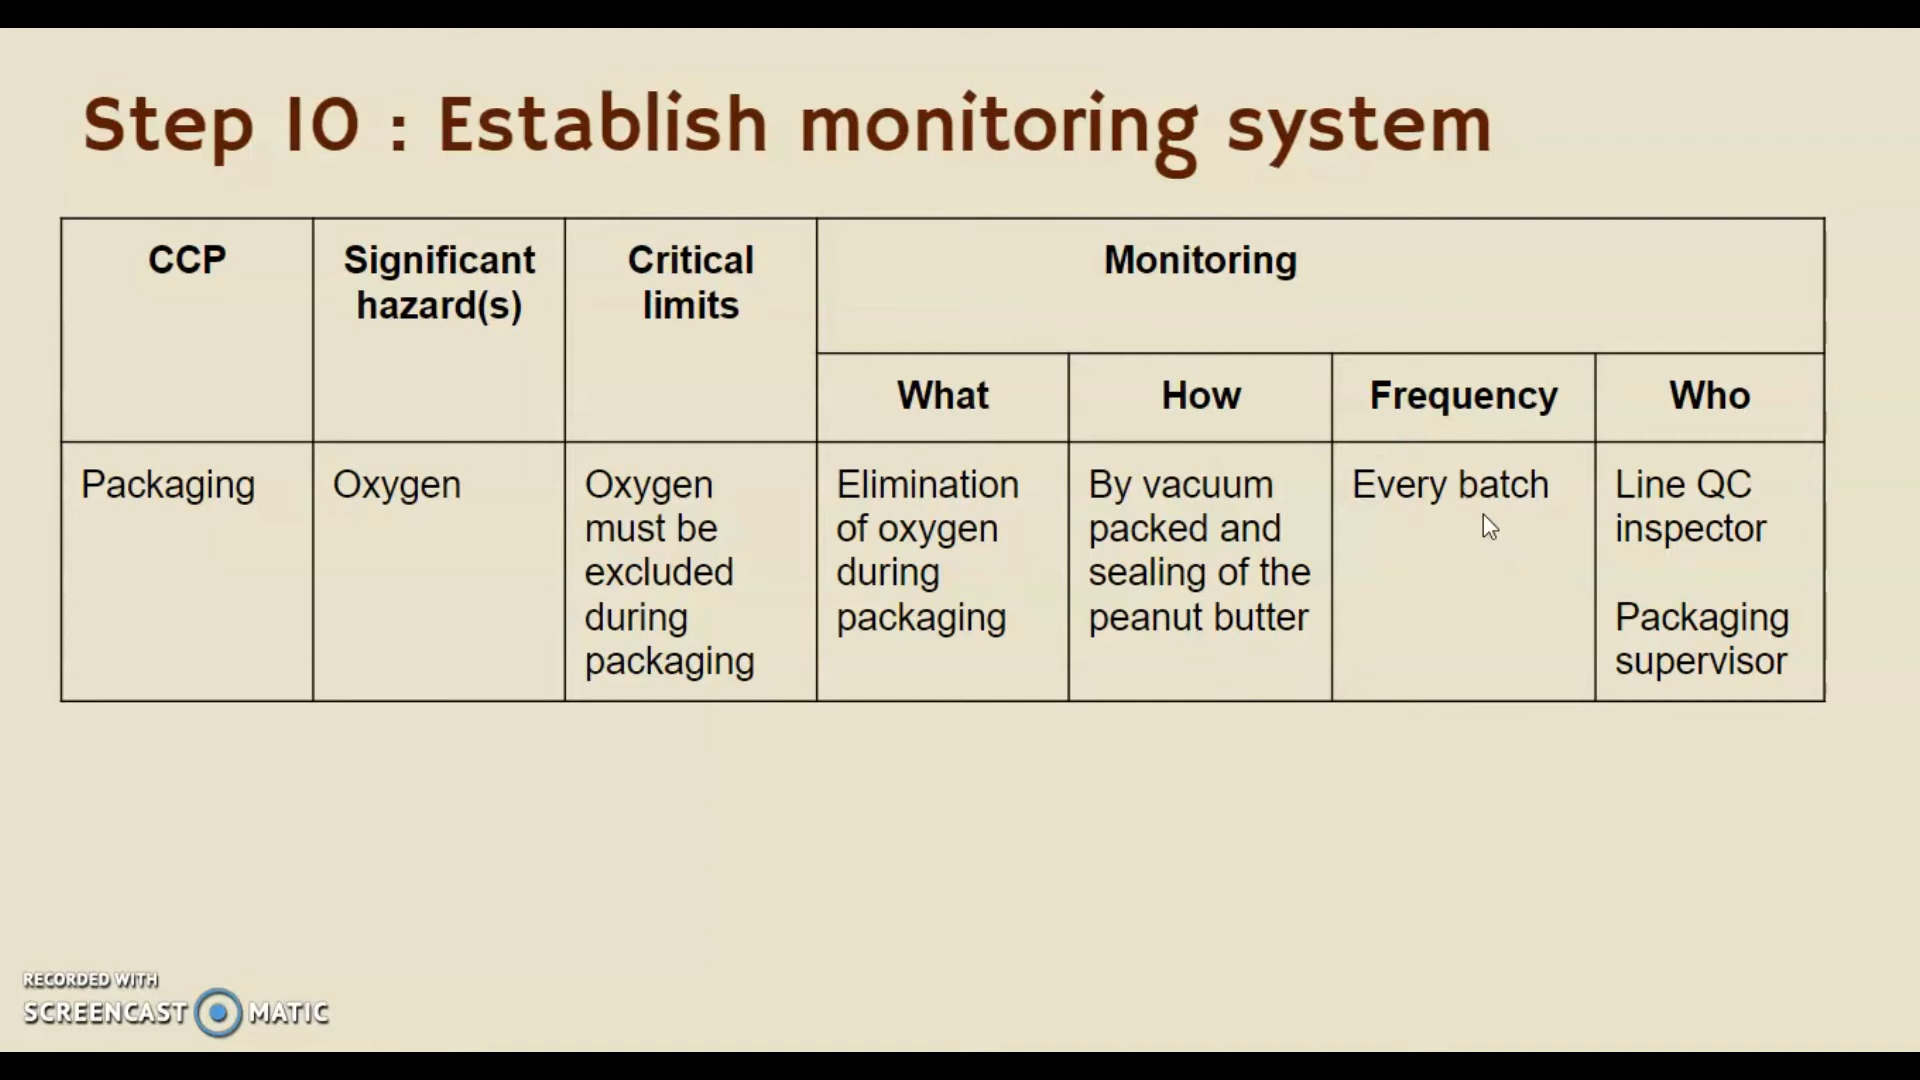 Step 10 : Establish monitoring system
CCP
Significant
hazard(s)
Critical
limits
Monitoring
What
How
Frequency
Who
Packaging
Oxygen
Oxygen
must be
excluded
during
packaging
Elimination
of oxygen
during
packaging
By vacuum
packed and
sealing of the
peanut butter
Every batch
Line QC
inspector
Packaging
supervisor
RECORDED WITH
SCREENCAST MATIC